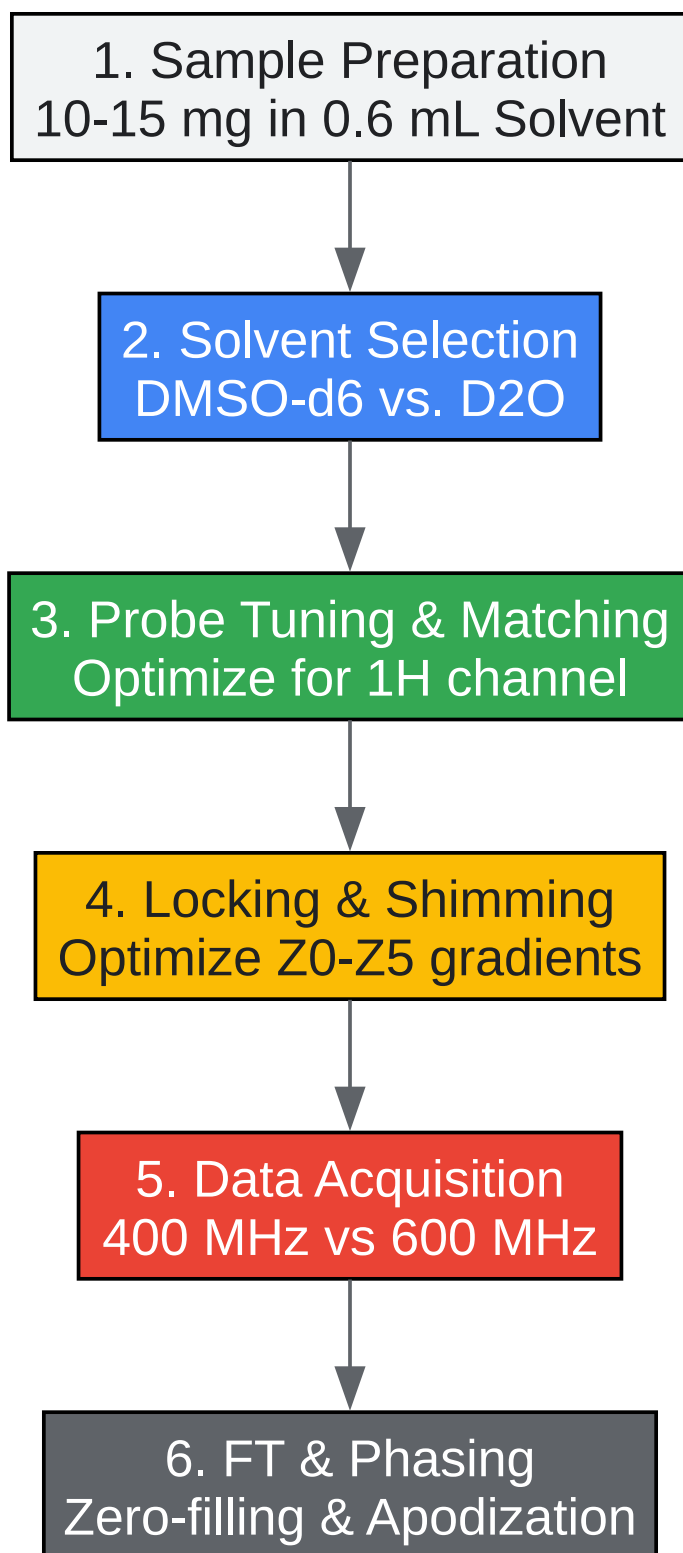 1. Sample Preparation
10-15 mg in 0.6 mL Solvent
2. Solvent Selection
DMSO-d6 vs. D2O
3. Probe Tuning & Matching
Optimize for 1H channel
4. Locking & Shimming
Optimize Z0-Z5 gradients
5. Data Acquisition
400 MHz vs 600 MHz
6. FT & Phasing
Zero-filling & Apodization